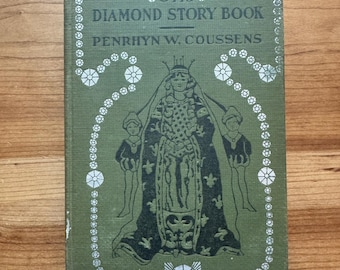 DIAMOND STORY BOOK
PENRHYN W. COUSSENS